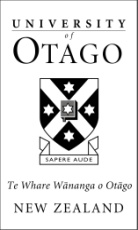 UNIVERSITY
of
OTAGO
SAPERE AUDE
Te Whare Wānanga o Otāgo
NEW ZEALAND